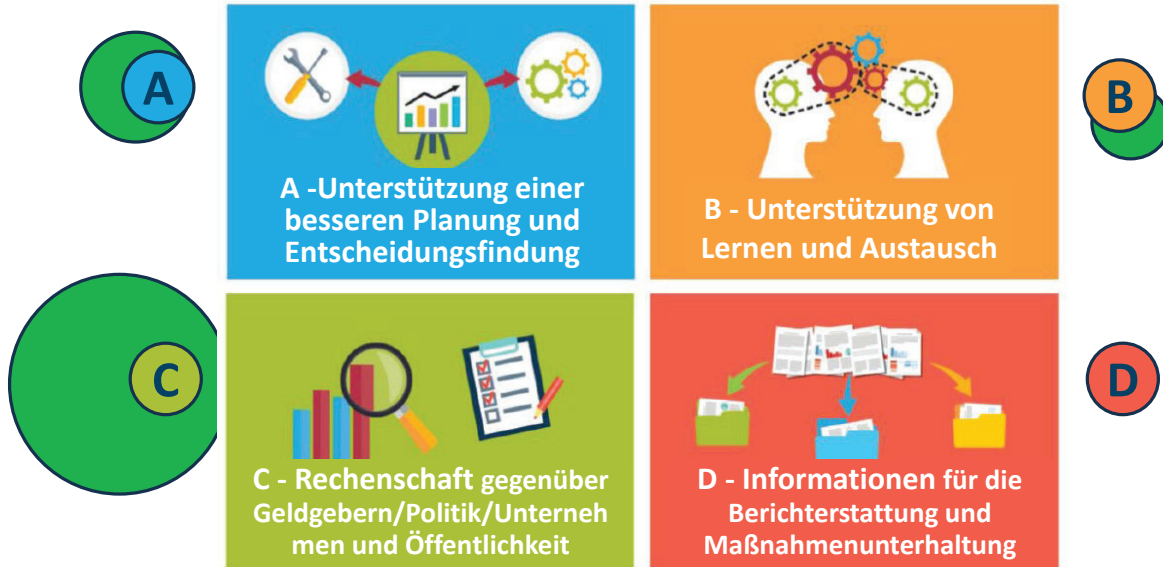 A
A -Unterstützung einer
besseren Planung und
Entscheidungsfindung
B - Unterstützung von
Lernen und Austausch
B
C
C - Rechenschaft gegenüber
Geldgebern/Politik/Unterneh
men und Öffentlichkeit
D - Informationen für die
Berichterstattung und
Maßnahmenunterhaltung
D